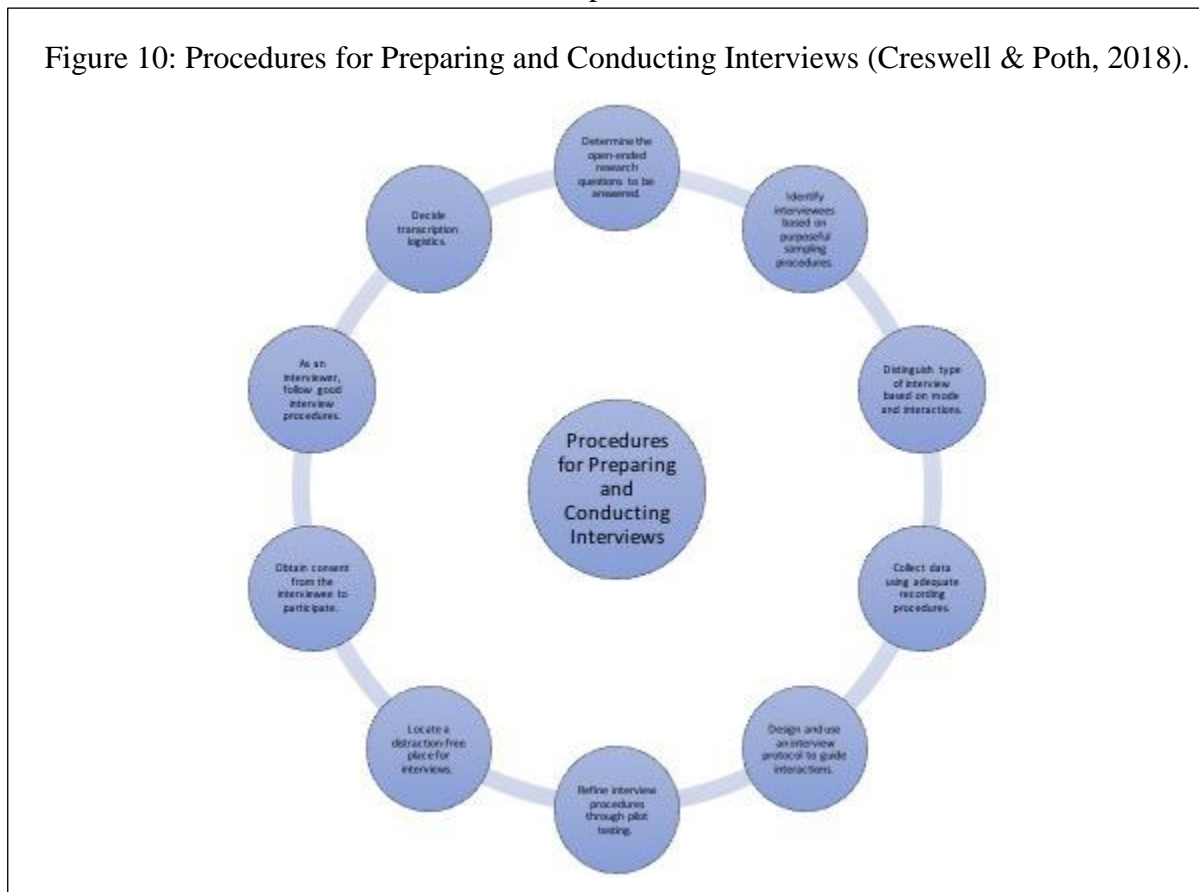 Figure 10: Procedures for Preparing and Conducting Interviews (Creswell & Poth, 2018).
Determine the
open-ended
research
questions to be
answered.
Identify
interviewees
based on
purposeful
sampling
procedures.
Distinguish type
of interview
based on mode
and interactions.
Collect data
using adequate
recording
procedures.
Design and use
an interview
protocol to guide
interactions.
Refine interview
procedures
through pilot
testing.
Locate a
distraction-free
place for
interviews.
Obtain consent
from the
interviewee to
participate.
As an
interviewer,
follow good
interview
procedures.
Decide
transcription
logistics.
Procedures
for Preparing
and
Conducting
Interviews